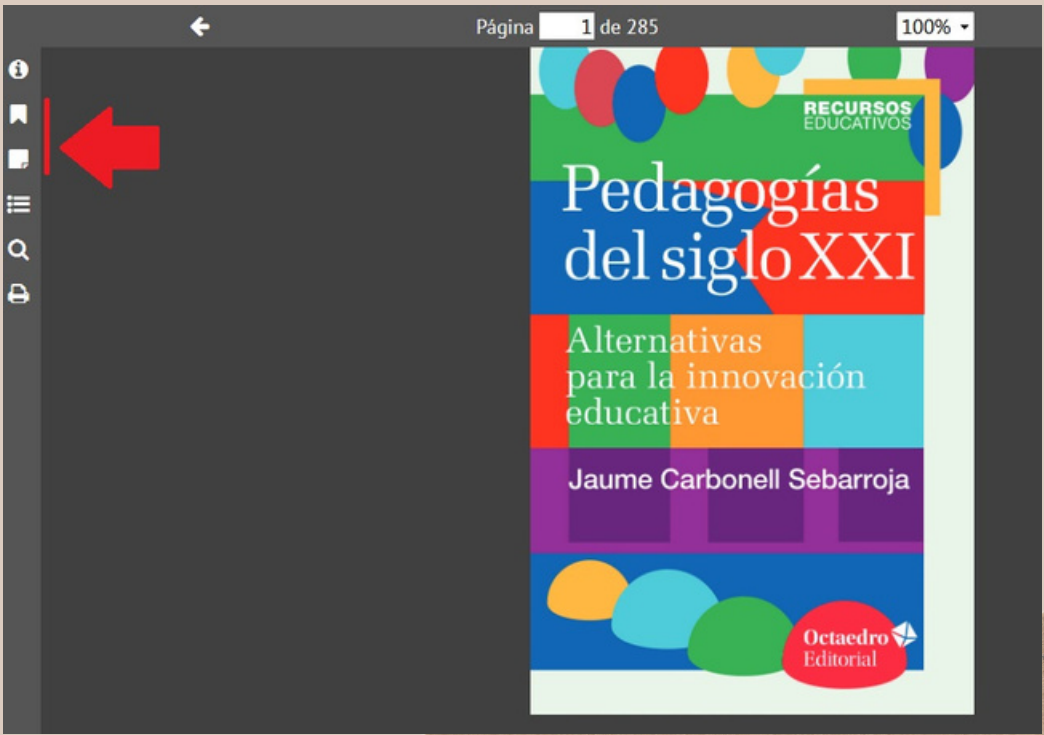 Página 1 de 285
100%
RECURSOS
EDUCATIVOS
Pedagogías
del siglo XXI
Alternativas
para la innovación
educativa
Jaume Carbonell Sebarroja
Octaedro
Editorial